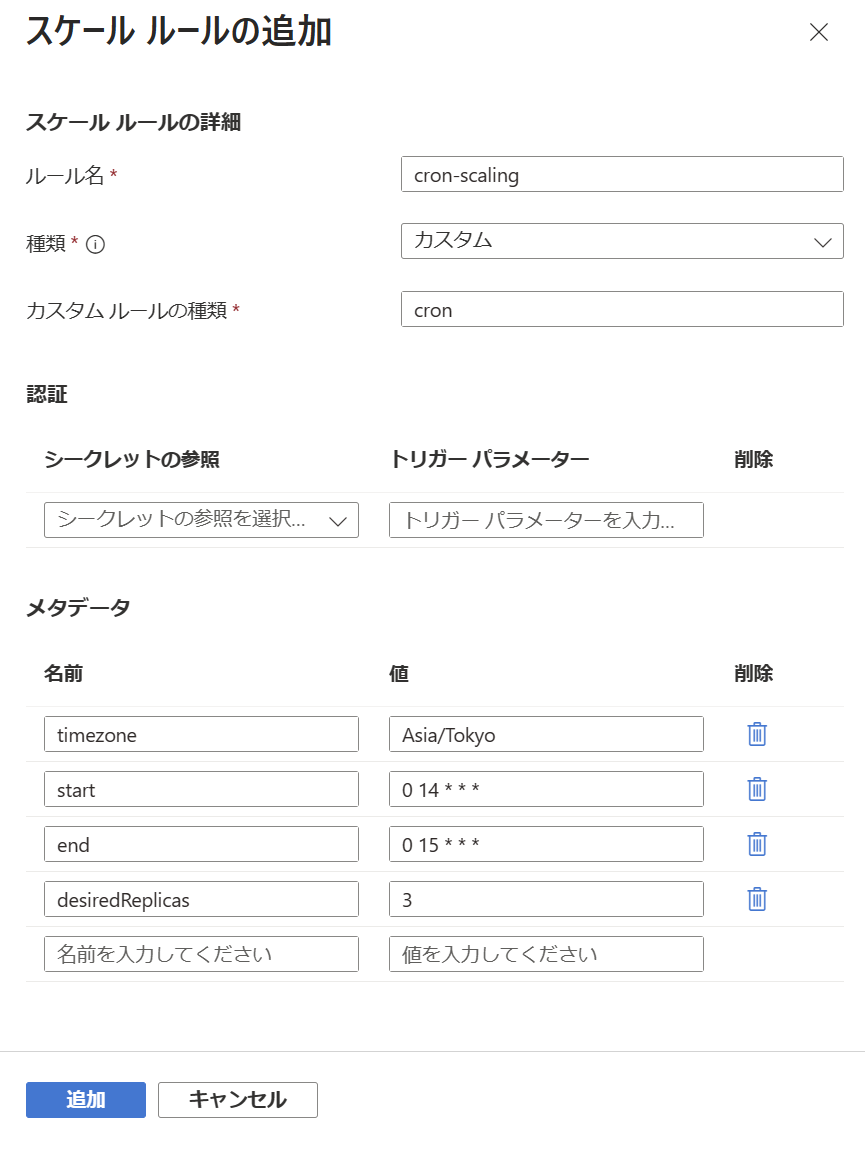 スケール ルールの追加
スケール ルールの詳細
ルール名 *
cron-scaling
種類 *
カスタム
カスタム ルールの種類 *
cron
認証
シークレットの参照 トリガー パラメーター 削除
シークレットの参照を選択... トリガー パラメーターを入力...
メタデータ
名前 値 削除
timezone Asia/Tokyo
start 0 14 * * *
end 0 15 * * *
desiredReplicas 3
名前を入力してください 値を入力してください
追加 キャンセル